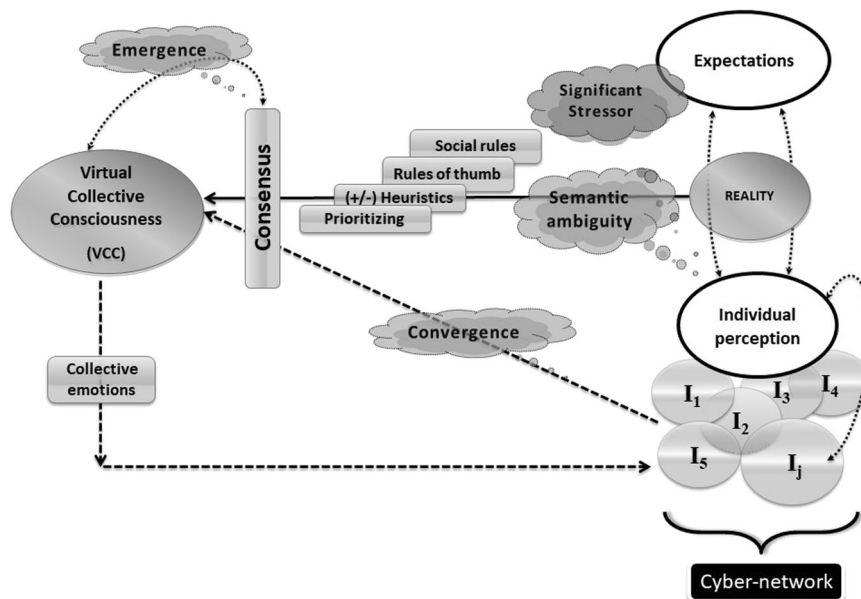 Emergence
Expectations
Significant
Stressor
Social rules
Rules of thumb
(+/-) Heuristics
Prioritizing
Consensus
Virtual
Collective
Consciousness
(VCC)
Semantic
ambiguity
REALITY
Individual
perception
Convergence
Collective
emotions
I1
I2
I3
I4
I5
Ij
Cyber-network